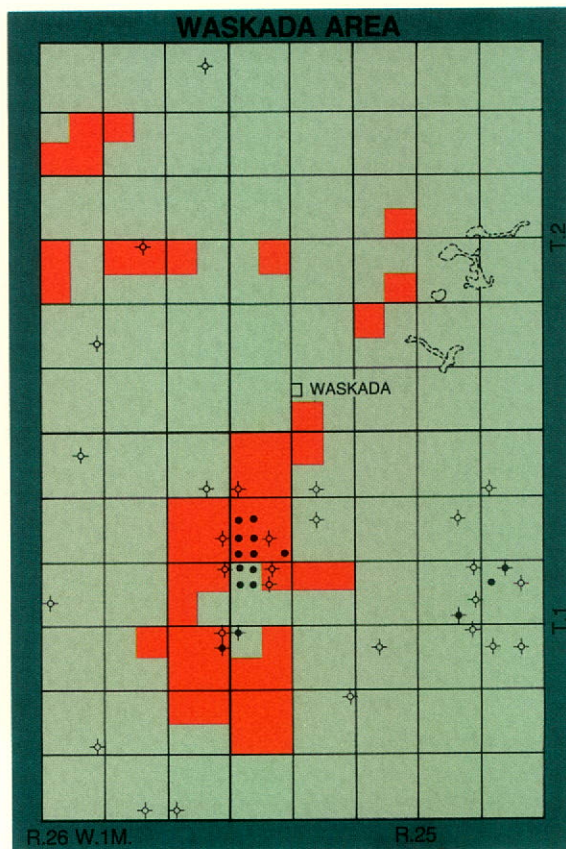 WASKADA AREA
T.2
WASKADA
T.1
R.26 W.1M.
R.25